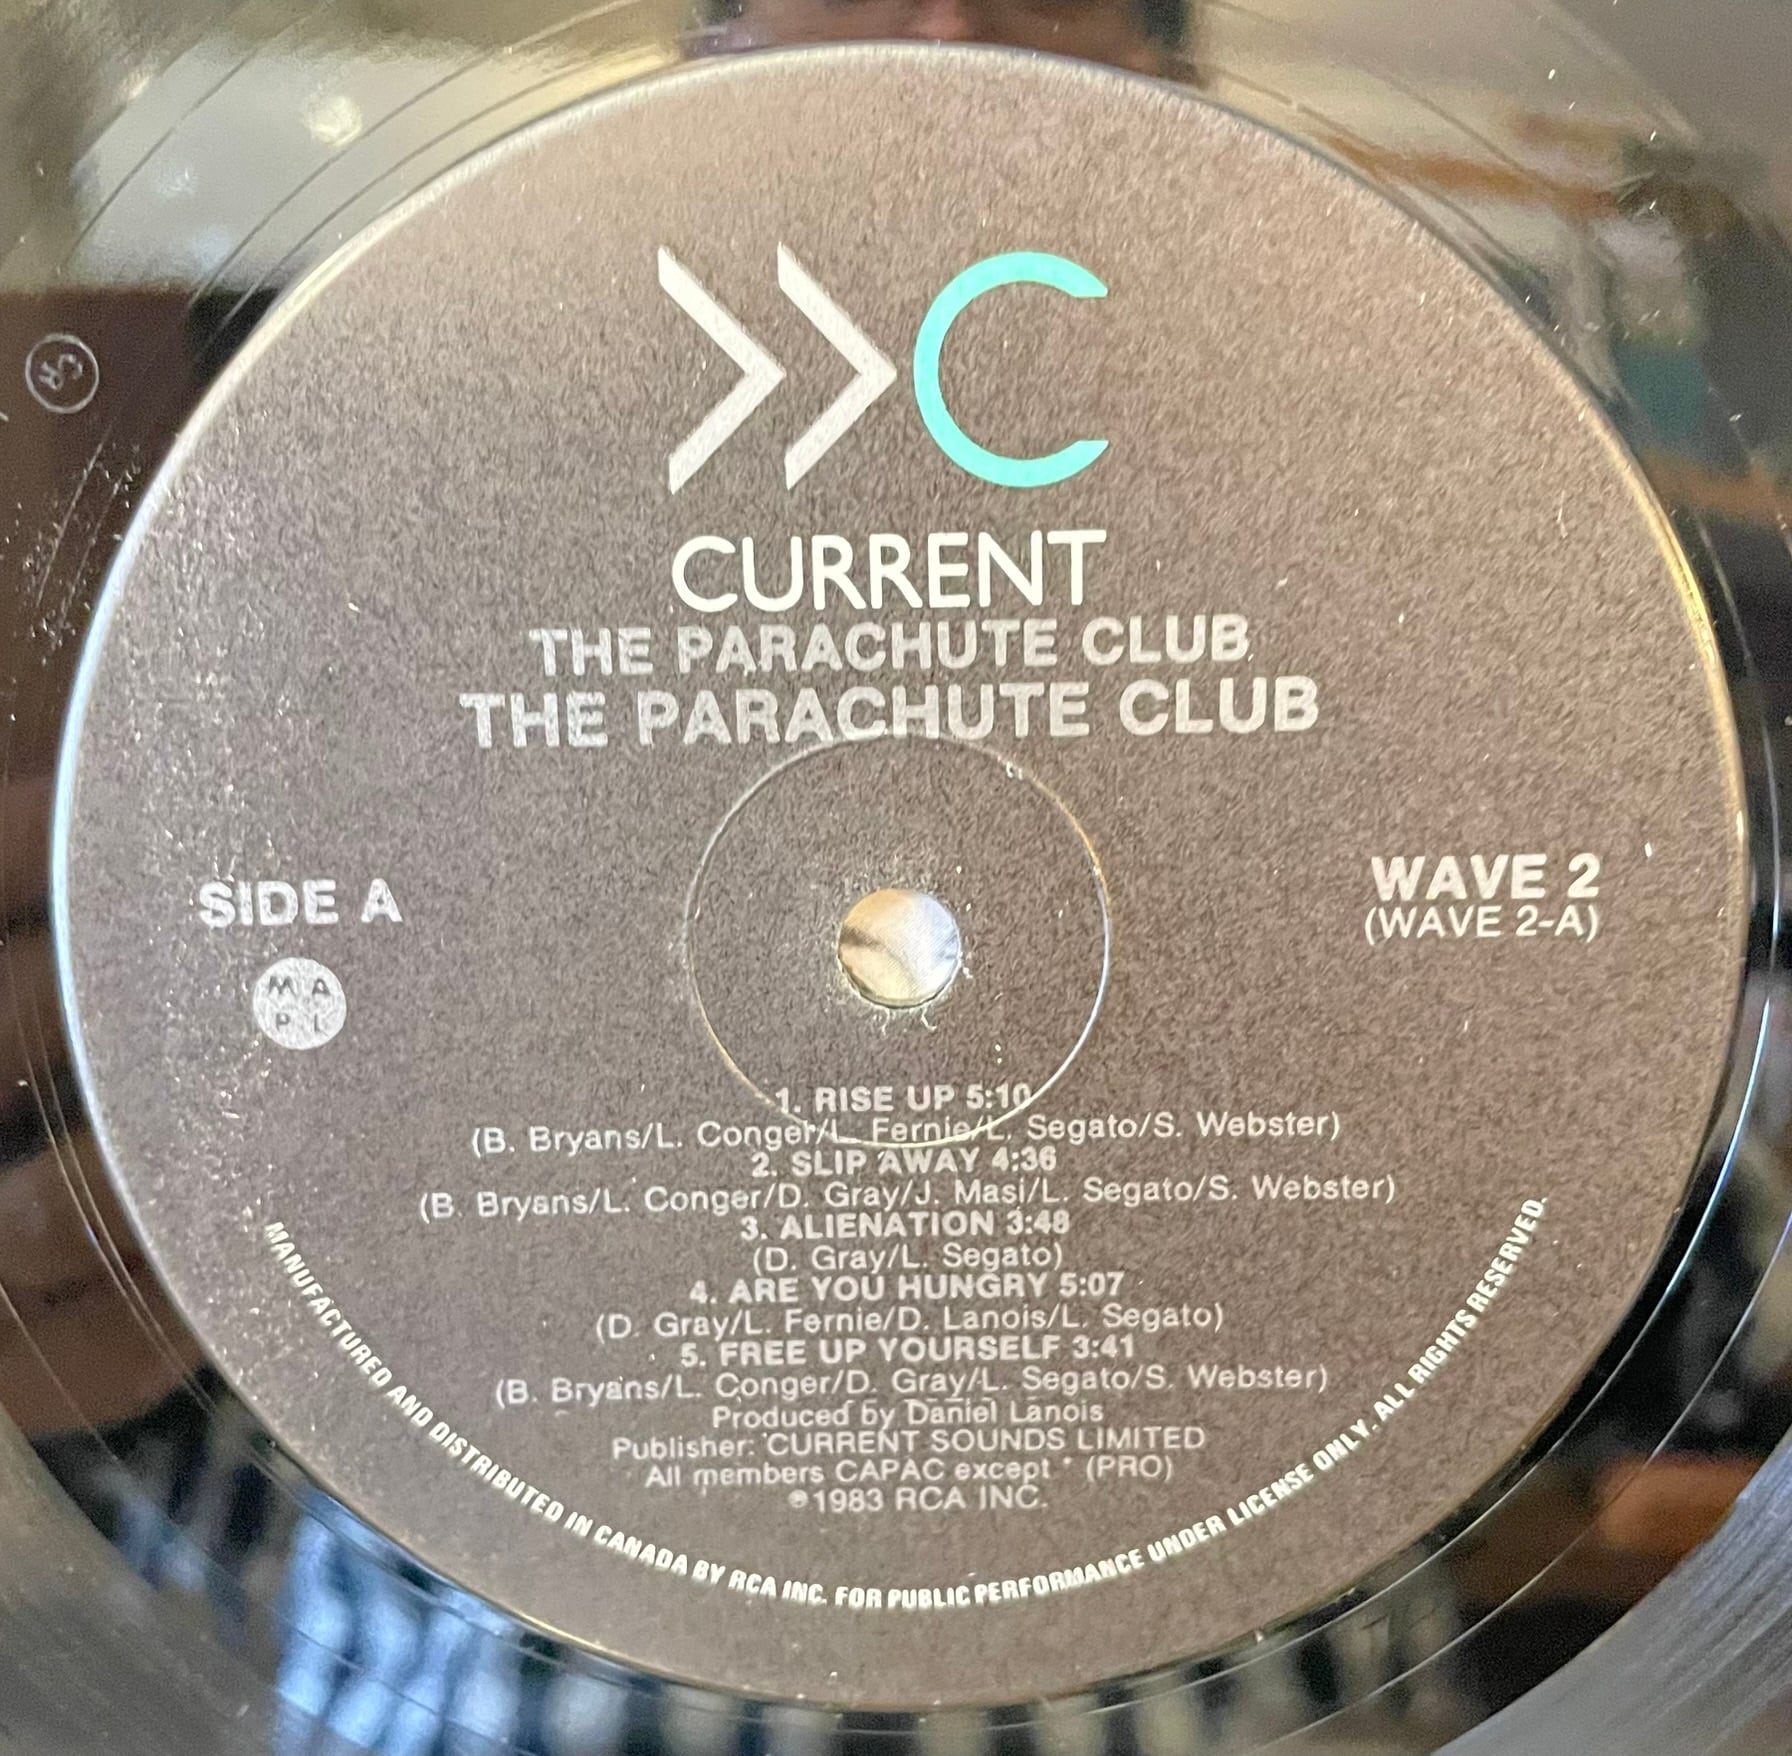 C
CURRENT
THE PARACHUTE CLUB
THE PARACHUTE CLUB
SIDE A
WAVE 2
(WAVE 2-A)
M A
P L
1. RISE UP 5:10
(B. Bryans/L. Conger/L. Fernie/L. Segato/S. Webster)
2. SLIP AWAY 4:36
(B. Bryans/L. Conger/D. Gray/J. Masi/L. Segato/S. Webster)
3. ALIENATION 3:48
(D. Gray/L. Segato)
4. ARE YOU HUNGRY 5:07
(D. Gray/L. Fernie/D. Lanois/L. Segato)
5. FREE UP YOURSELF 3:41
(B. Bryans/L. Conger/D. Gray/L. Segato/S. Webster)
Produced by Daniel Lanois
Publisher: CURRENT SOUNDS LIMITED
All members CAPAC except * (PRO)
℗1983 RCA INC.
MANUFACTURED AND DISTRIBUTED IN CANADA BY RCA INC. FOR PUBLIC PERFORMANCE UNDER LICENSE ONLY. ALL RIGHTS RESERVED.